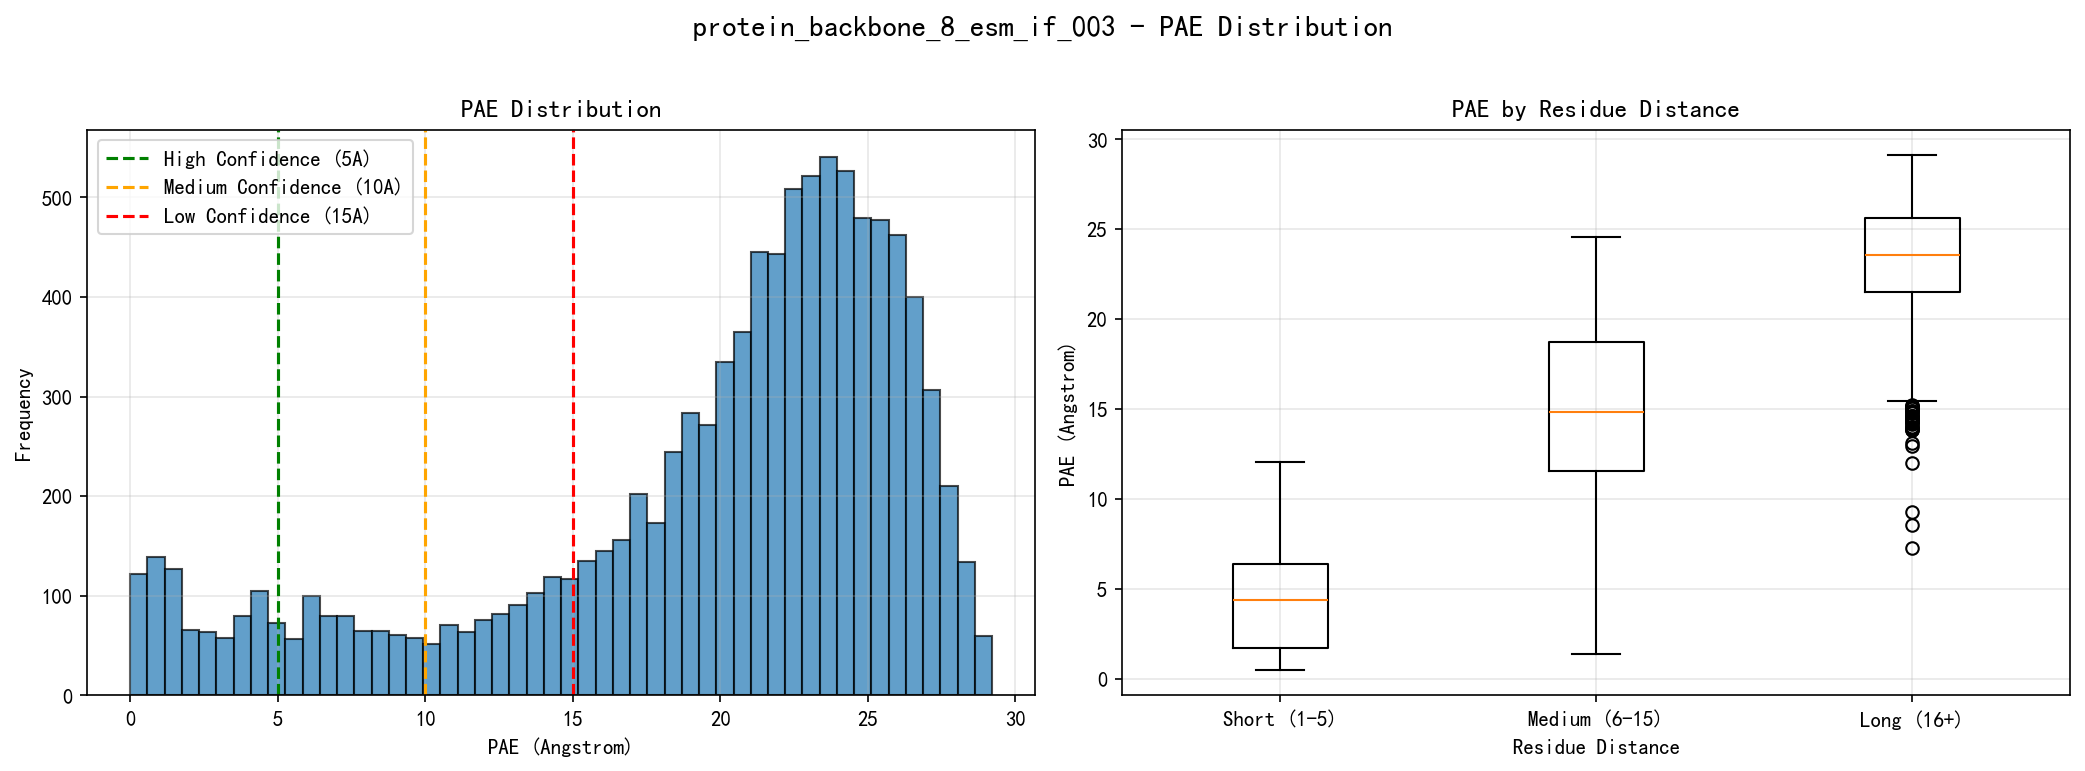 protein_backbone_8_esm_if_003 - PAE Distribution
PAE Distribution
High Confidence (5A)
Medium Confidence (10A)
Low Confidence (15A)
Frequency
0
100
200
300
400
500
0
5
10
15
20
25
30
PAE (Angstrom)
PAE by Residue Distance
PAE (Angstrom)
30
25
20
15
10
5
0
Short (1-5)
Medium (6-15)
Long (16+)
Residue Distance